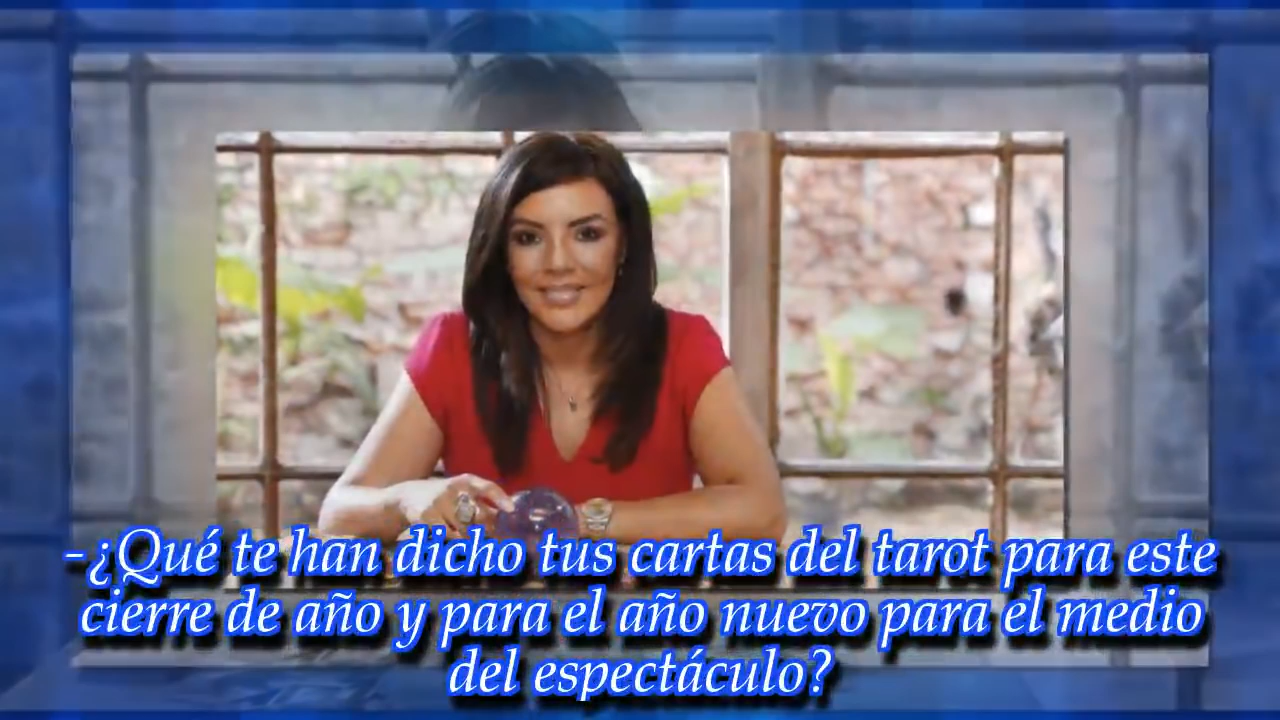 -¿Qué te han dicho tus cartas del tarot para este
cierre de año y para el año nuevo para el medio
del espectáculo?